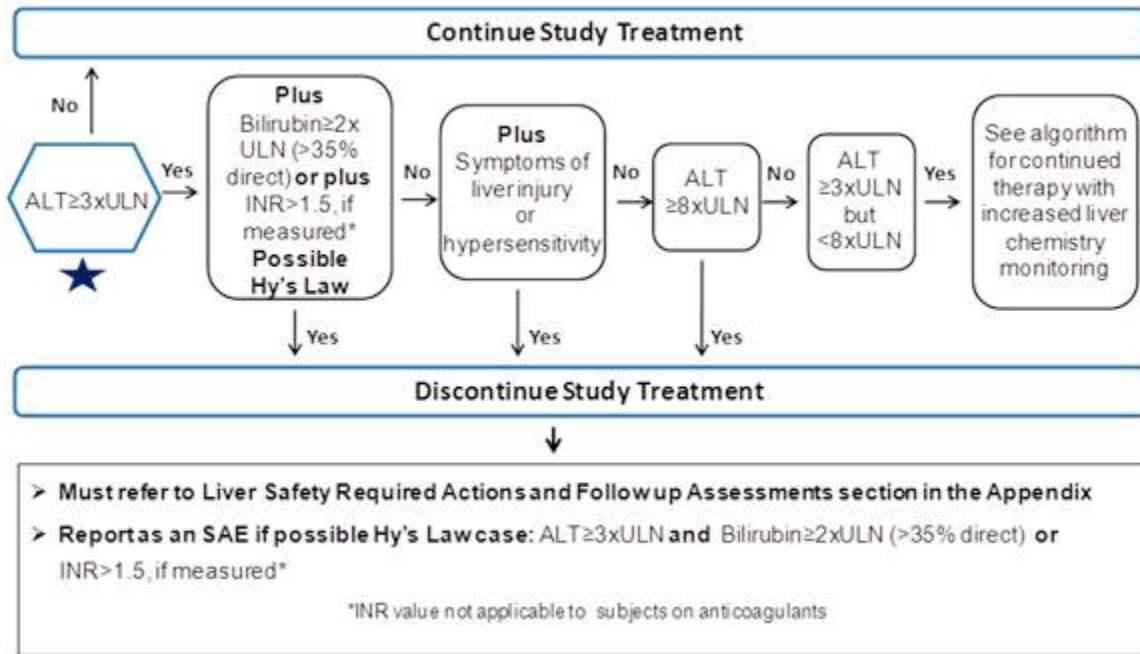 Continue Study Treatment
No
ALT≥3xULN
Yes
Plus
Bilirubin≥2x
ULN (>35%
direct) or plus
INR>1.5, if
measured*
Possible
Hy's Law
No
Plus
Symptoms of
liver injury
or
hypersensitivity
No
ALT
≥8xULN
No
ALT
≥3xULN
but
<8xULN
Yes
See algorithm
for continued
therapy with
increased liver
chemistry
monitoring
Yes
Yes
Yes
Discontinue Study Treatment
➢ Must refer to Liver Safety Required Actions and Follow up Assessments section in the Appendix
➢ Report as an SAE if possible Hy's Law case: ALT≥3xULN and Bilirubin≥2xULN (>35% direct) or
INR>1.5, if measured*
*INR value not applicable to subjects on anticoagulants